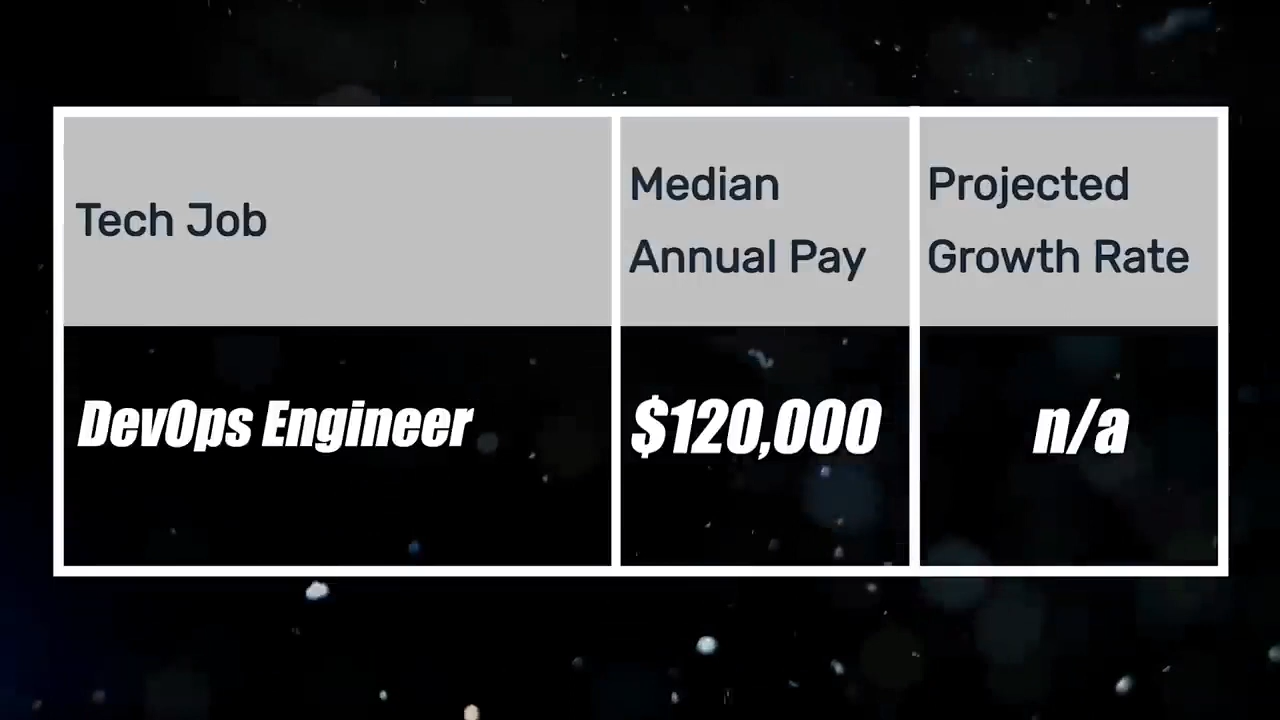 Tech Job
Median
Annual Pay
Projected
Growth Rate
DevOps Engineer
$120,000
n/a